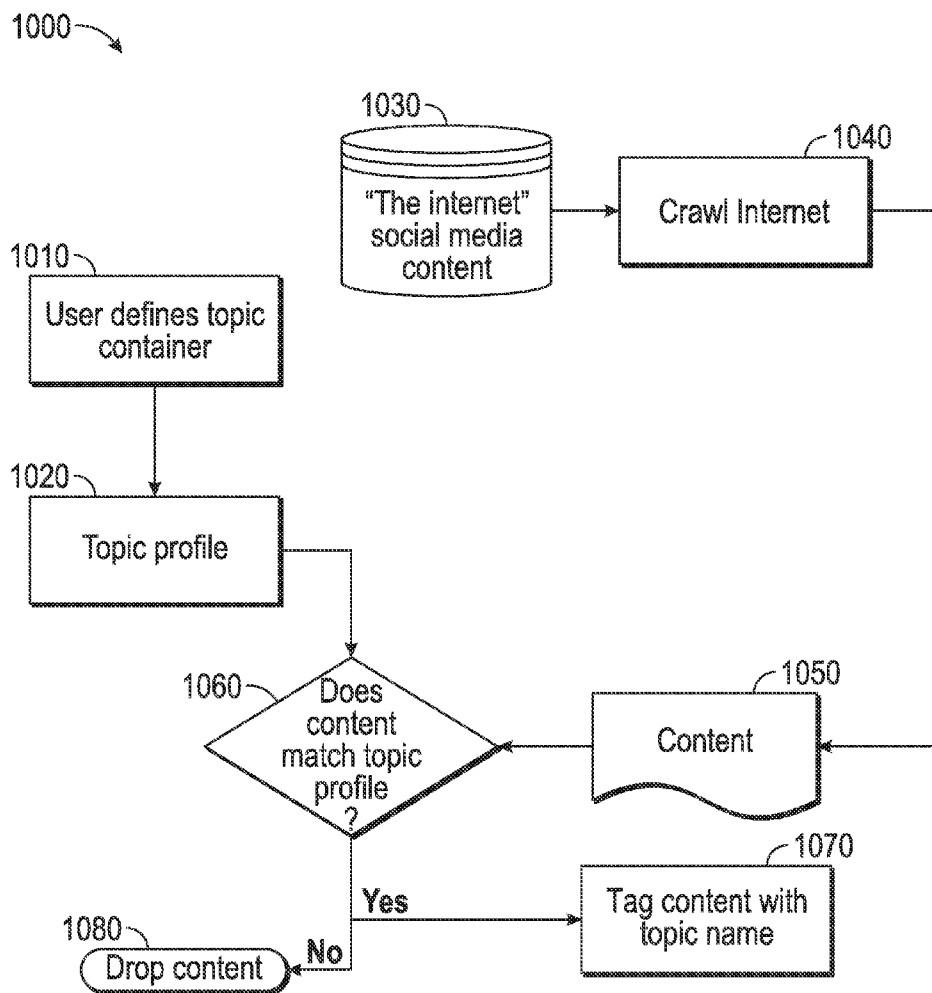 1000
1030
"The internet"
social media
content
1040
Crawl Internet
1010
User defines topic
container
1020
Topic profile
1060
Does
content
match topic
profile
?
1050
Content
Yes
1070
Tag content with
topic name
No
1080
Drop content